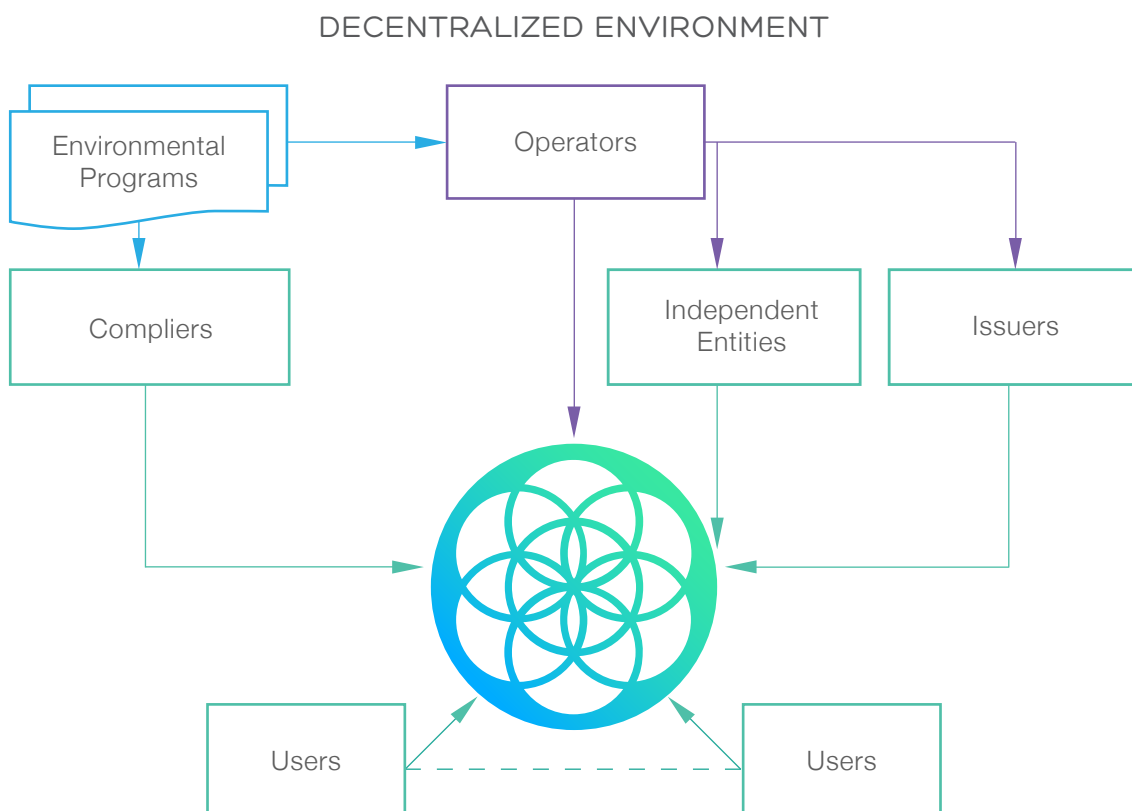 DECENTRALIZED ENVIRONMENT
Environmental
Programs
Operators
Compliers
Independent
Entities
Issuers
Users
Users